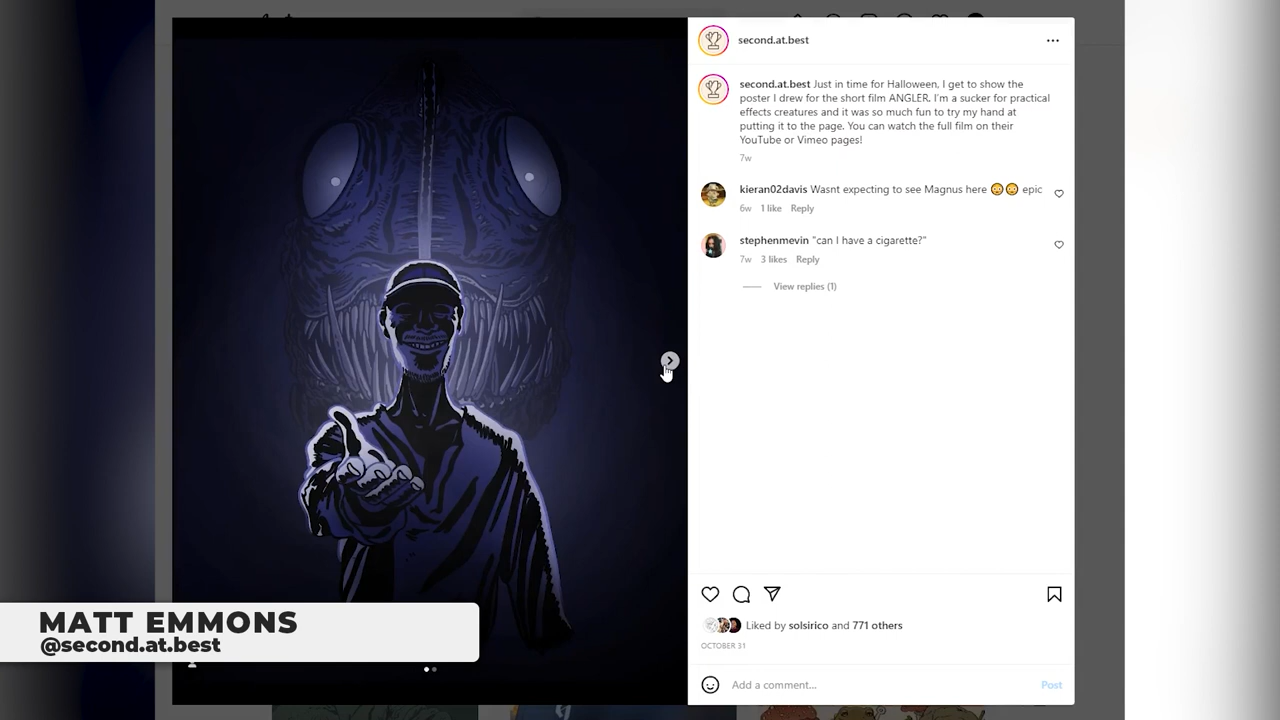 second.at.best
second.at.best Just in time for Halloween, I get to show the
poster I drew for the short film ANGLER. I'm a sucker for practical
effects creatures and it was so much fun to try my hand at
putting it to the page. You can watch the full film on their
YouTube or Vimeo pages!
7w
kieran02davis Wasnt expecting to see Magnus here 😳😳 epic
6w 1 like Reply
stephenmevin "can I have a cigarette?"
7w 3 likes Reply
View replies (1)
Liked by solsirico and 771 others
OCTOBER 31
Add a comment... Post
MATT EMMONS
@second.at.best